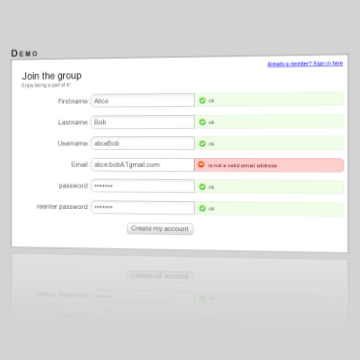 DEMO
Already a member? Sign in here
Join the group
Enjoy being a part of it!
Firstname Alice ok
Lastname Bob ok
Username aliceBob ok
Email alice.bobATgmail.com is not a valid email address
password ••••••• ok
reenter password ••••••• ok
Create my account